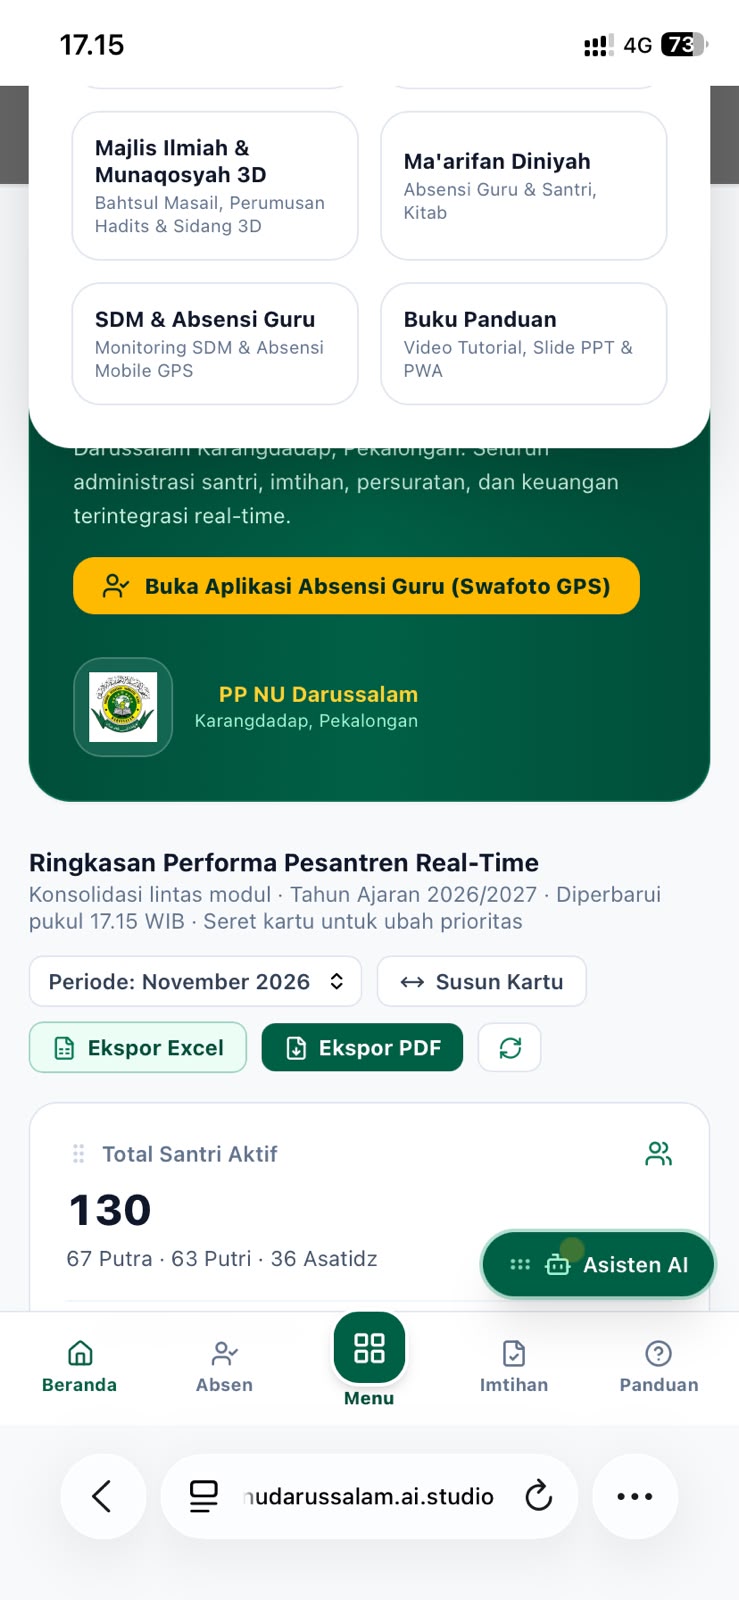 17.15
4G
73
Majlis Ilmiah &
Munaqosyah 3D
Bahtsul Masail, Perumusan
Hadits & Sidang 3D
Ma'arifan Diniyah
Absensi Guru & Santri,
Kitab
SDM & Absensi Guru
Monitoring SDM & Absensi
Mobile GPS
Buku Panduan
Video Tutorial, Slide PPT &
PWA
Darussalam Karangdadap, Pekalongan. Seluruh
administrasi santri, imtihan, persuratan, dan keuangan
terintegrasi real-time.
Buka Aplikasi Absensi Guru (Swafoto GPS)
PP NU Darussalam
Karangdadap, Pekalongan
Ringkasan Performa Pesantren Real-Time
Konsolidasi lintas modul · Tahun Ajaran 2026/2027 · Diperbarui
pukul 17.15 WIB · Seret kartu untuk ubah prioritas
Periode: November 2026
Susun Kartu
Ekspor Excel
Ekspor PDF
Total Santri Aktif
130
67 Putra · 63 Putri · 36 Asatidz
Asisten AI
Beranda
Absen
Menu
Imtihan
Panduan
nudarussalam.ai.studio